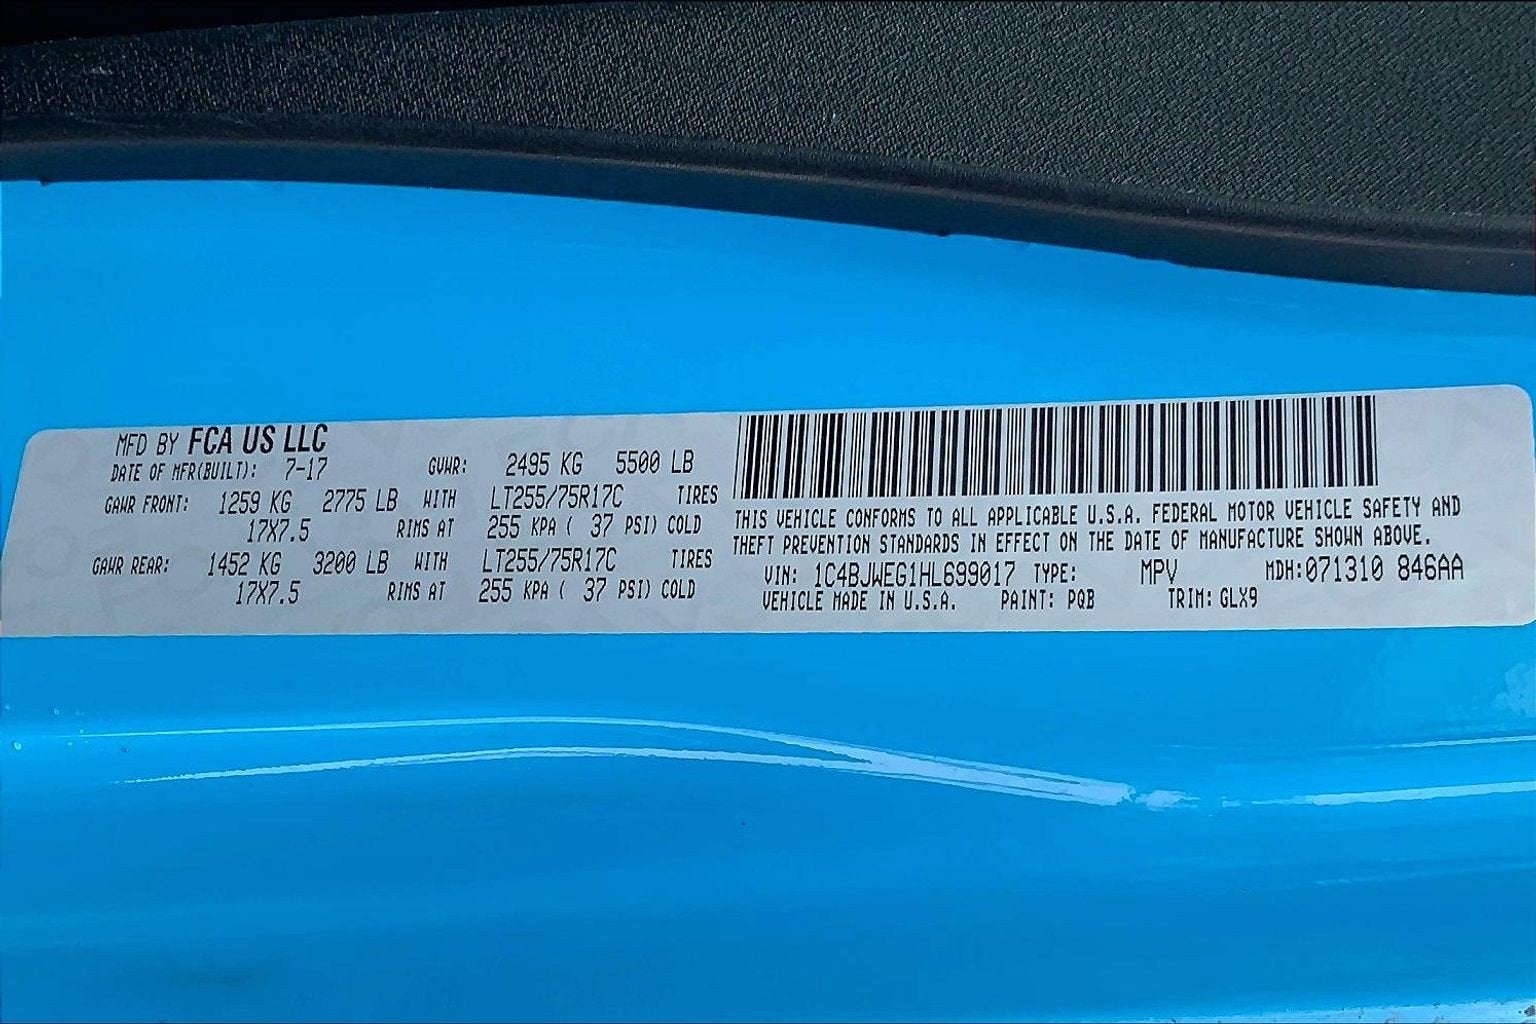 MFD BY FCA US LLC
DATE OF MFR(BUILT): 7-17 GVWR: 2495 KG 5500 LB
GAWR FRONT: 1259 KG 2775 LB WITH LT255/75R17C TIRES
17X7.5 RIMS AT 255 KPA ( 37 PSI) COLD
GAWR REAR: 1452 KG 3200 LB WITH LT255/75R17C TIRES
17X7.5 RIMS AT 255 KPA ( 37 PSI) COLD
THIS VEHICLE CONFORMS TO ALL APPLICABLE U.S.A. FEDERAL MOTOR VEHICLE SAFETY AND
THEFT PREVENTION STANDARDS IN EFFECT ON THE DATE OF MANUFACTURE SHOWN ABOVE.
VIN: 1C4BJWEG1HL699017 TYPE: MPV MDH:071310 846AA
VEHICLE MADE IN U.S.A. PAINT: PQB TRIM: GLX9